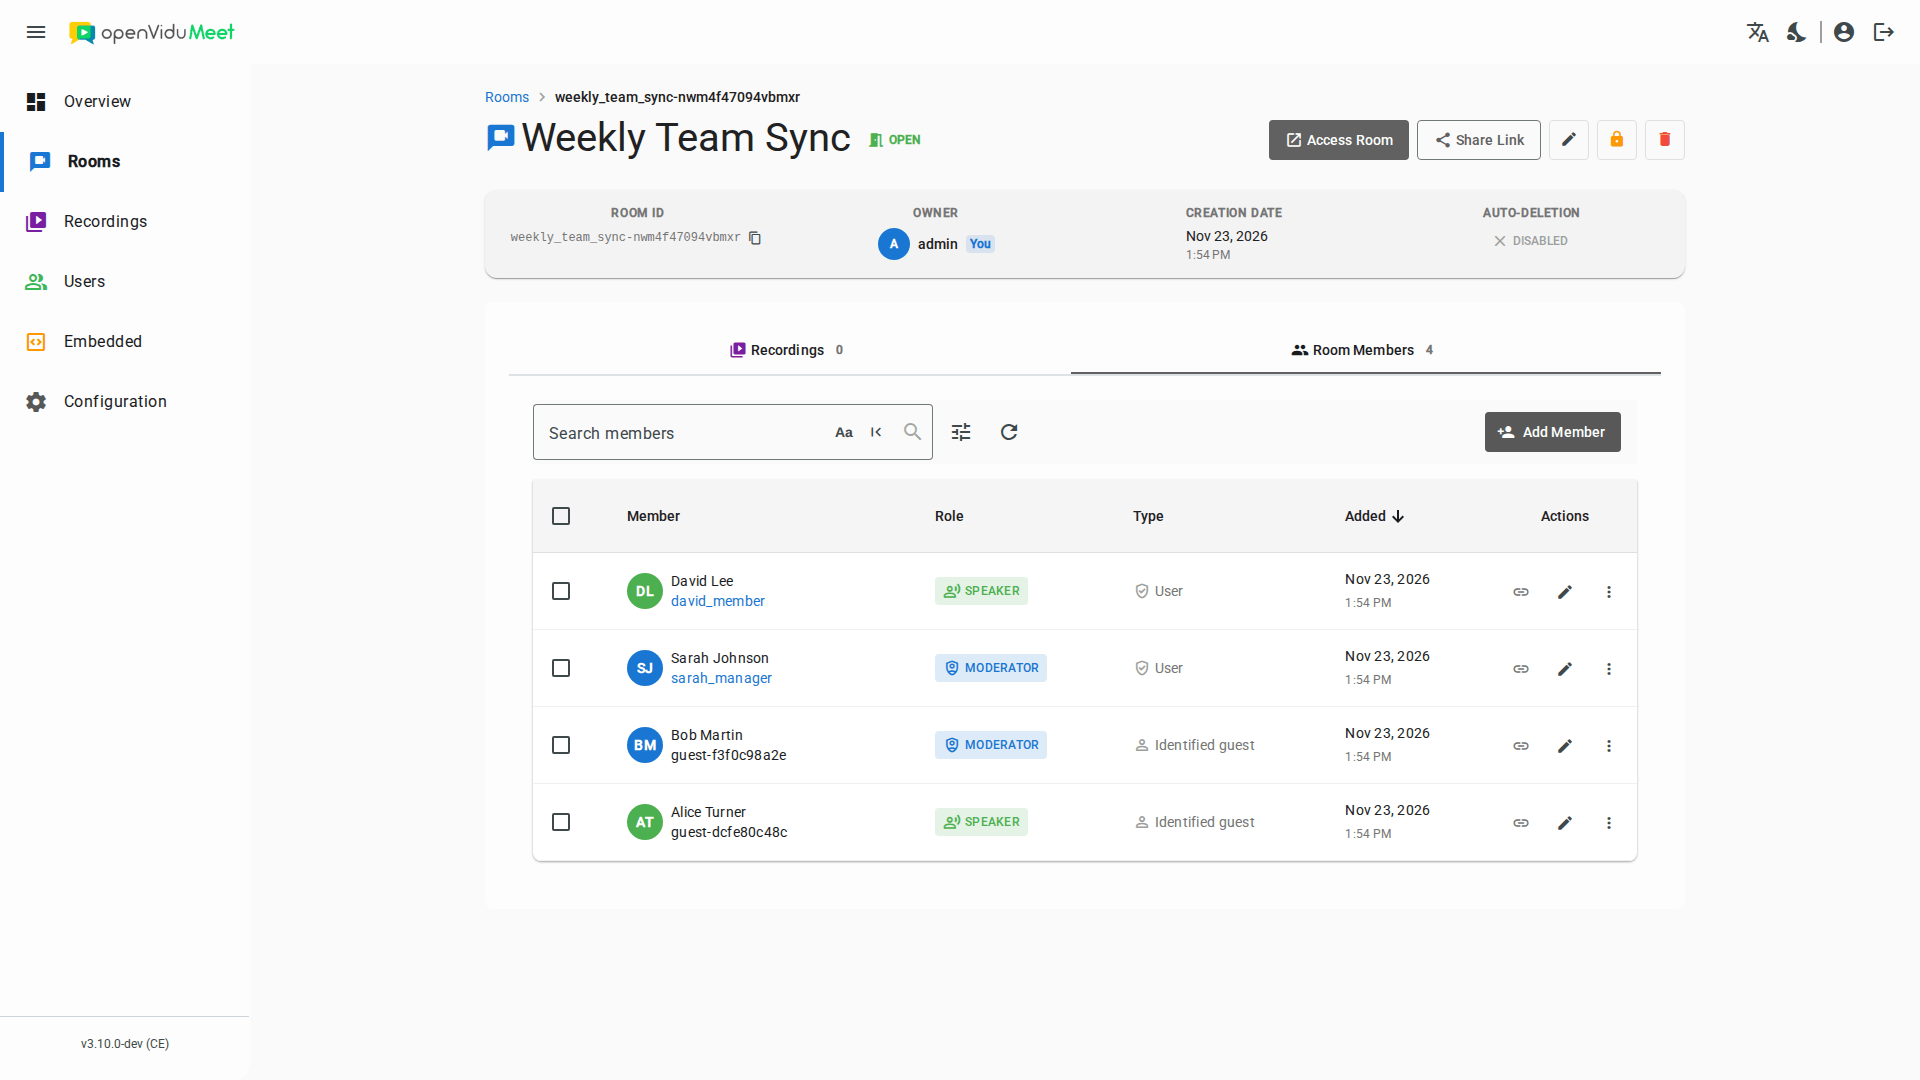 openVidu Meet
Overview
Rooms
Recordings
Users
Embedded
Configuration
v3.10.0-dev (CE)
Rooms > weekly_team_sync-nwm4f47094vbmxr
Weekly Team Sync
OPEN
Access Room
Share Link
ROOM ID
weekly_team_sync-nwm4f47094vbmxr
OWNER
A admin You
CREATION DATE
Nov 23, 2026
1:54 PM
AUTO-DELETION
DISABLED
Recordings 0
Room Members 4
Search members Aa
Add Member
Member Role Type Added Actions
DL David Lee
david_member
SPEAKER
User
Nov 23, 2026
1:54 PM
SJ Sarah Johnson
sarah_manager
MODERATOR
User
Nov 23, 2026
1:54 PM
BM Bob Martin
guest-f3f0c98a2e
MODERATOR
Identified guest
Nov 23, 2026
1:54 PM
AT Alice Turner
guest-dcfe80c48c
SPEAKER
Identified guest
Nov 23, 2026
1:54 PM